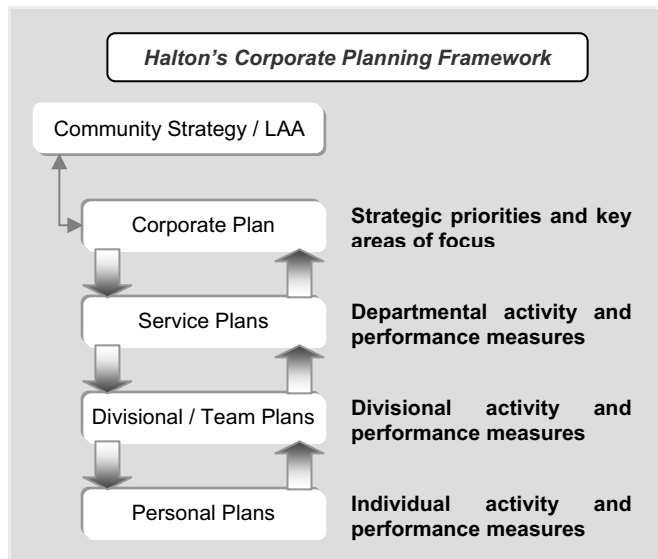 Halton's Corporate Planning Framework
Community Strategy / LAA
Corporate Plan
Strategic priorities and key
areas of focus
Service Plans
Departmental activity and
performance measures
Divisional / Team Plans
Divisional activity and
performance measures
Personal Plans
Individual activity and
performance measures